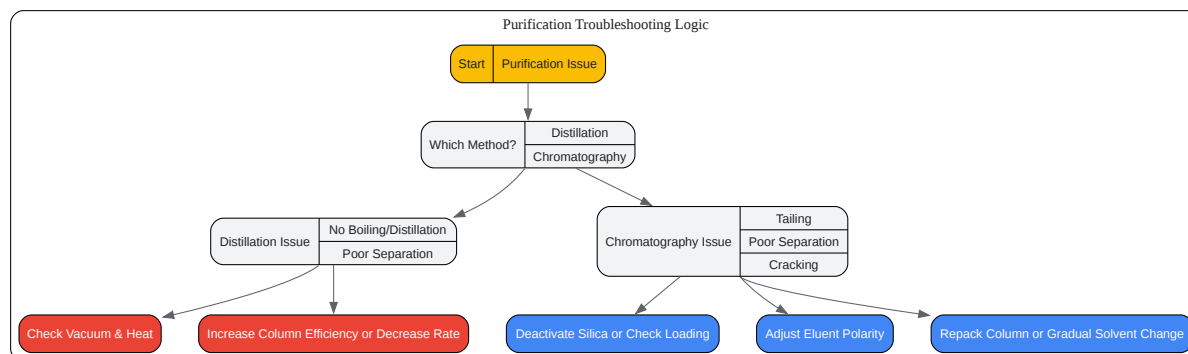 Purification Troubleshooting Logic
Start
Purification Issue
Which Method?
Distillation
Chromatography
Distillation Issue
No Boiling/Distillation
Poor Separation
Chromatography Issue
Tailing
Poor Separation
Cracking
Check Vacuum & Heat
Increase Column Efficiency or Decrease Rate
Deactivate Silica or Check Loading
Adjust Eluent Polarity
Repack Column or Gradual Solvent Change